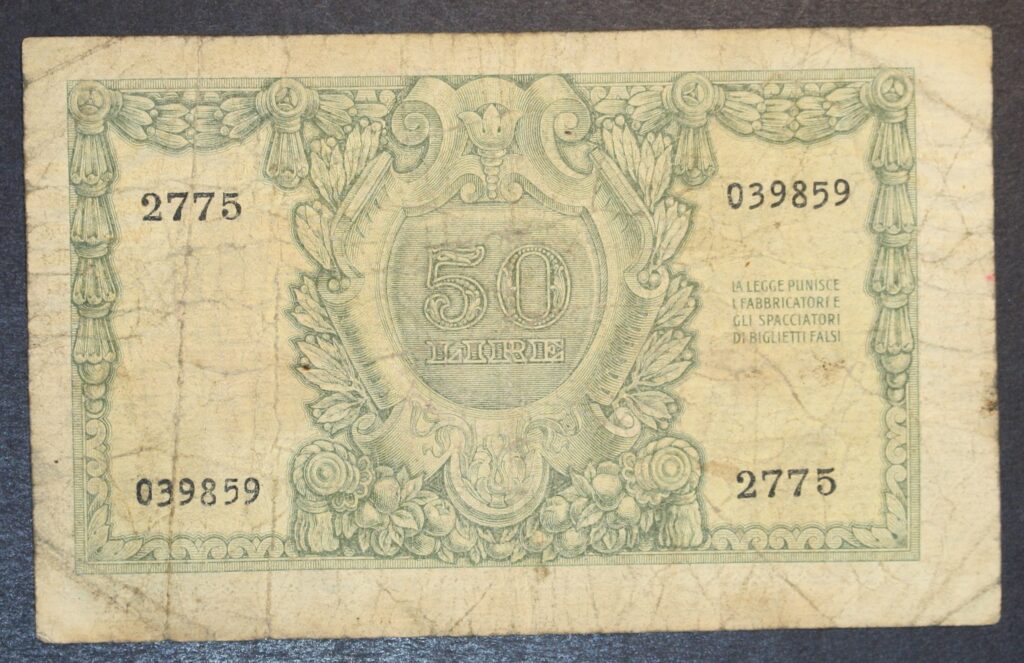 2775
039859
50
LIRE
LA LEGGE PUNISCE
I FABBRICATORI E
GLI SPACCIATORI
DI BIGLIETTI FALSI
039859
2775